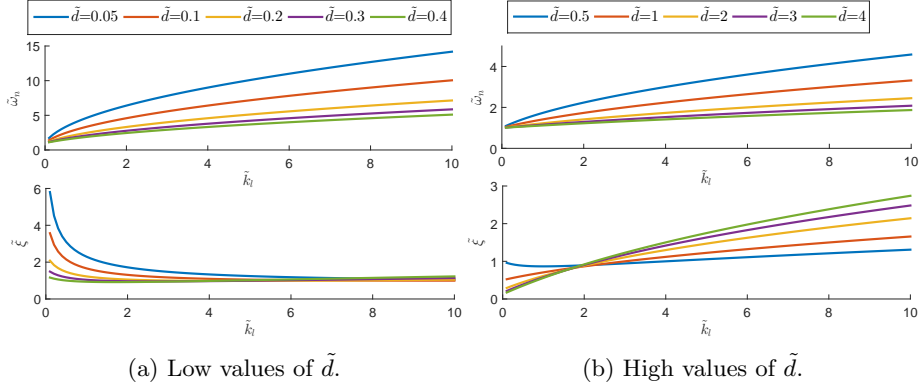 d̃=0.05 d̃=0.1 d̃=0.2 d̃=0.3 d̃=0.4
15
10
5
0
ω̃ₙ
0 2 4 6 8 10
k̃ₗ
6
4
2
0
ξ̃
0 2 4 6 8 10
k̃ₗ
(a) Low values of d̃.
d̃=0.5 d̃=1 d̃=2 d̃=3 d̃=4
4
2
0
ω̃ₙ
0 2 4 6 8 10
k̃ₗ
3
2
1
0
ξ̃
0 2 4 6 8 10
k̃ₗ
(b) High values of d̃.